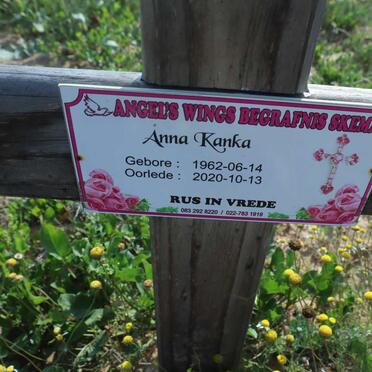 ANGEL'S WINGS BEGRAFNIS SKEMA
Anna Kanka
Gebore : 1962-06-14
Oorlede : 2020-10-13
RUS IN VREDE
083 292 8220 / 022-783 1919